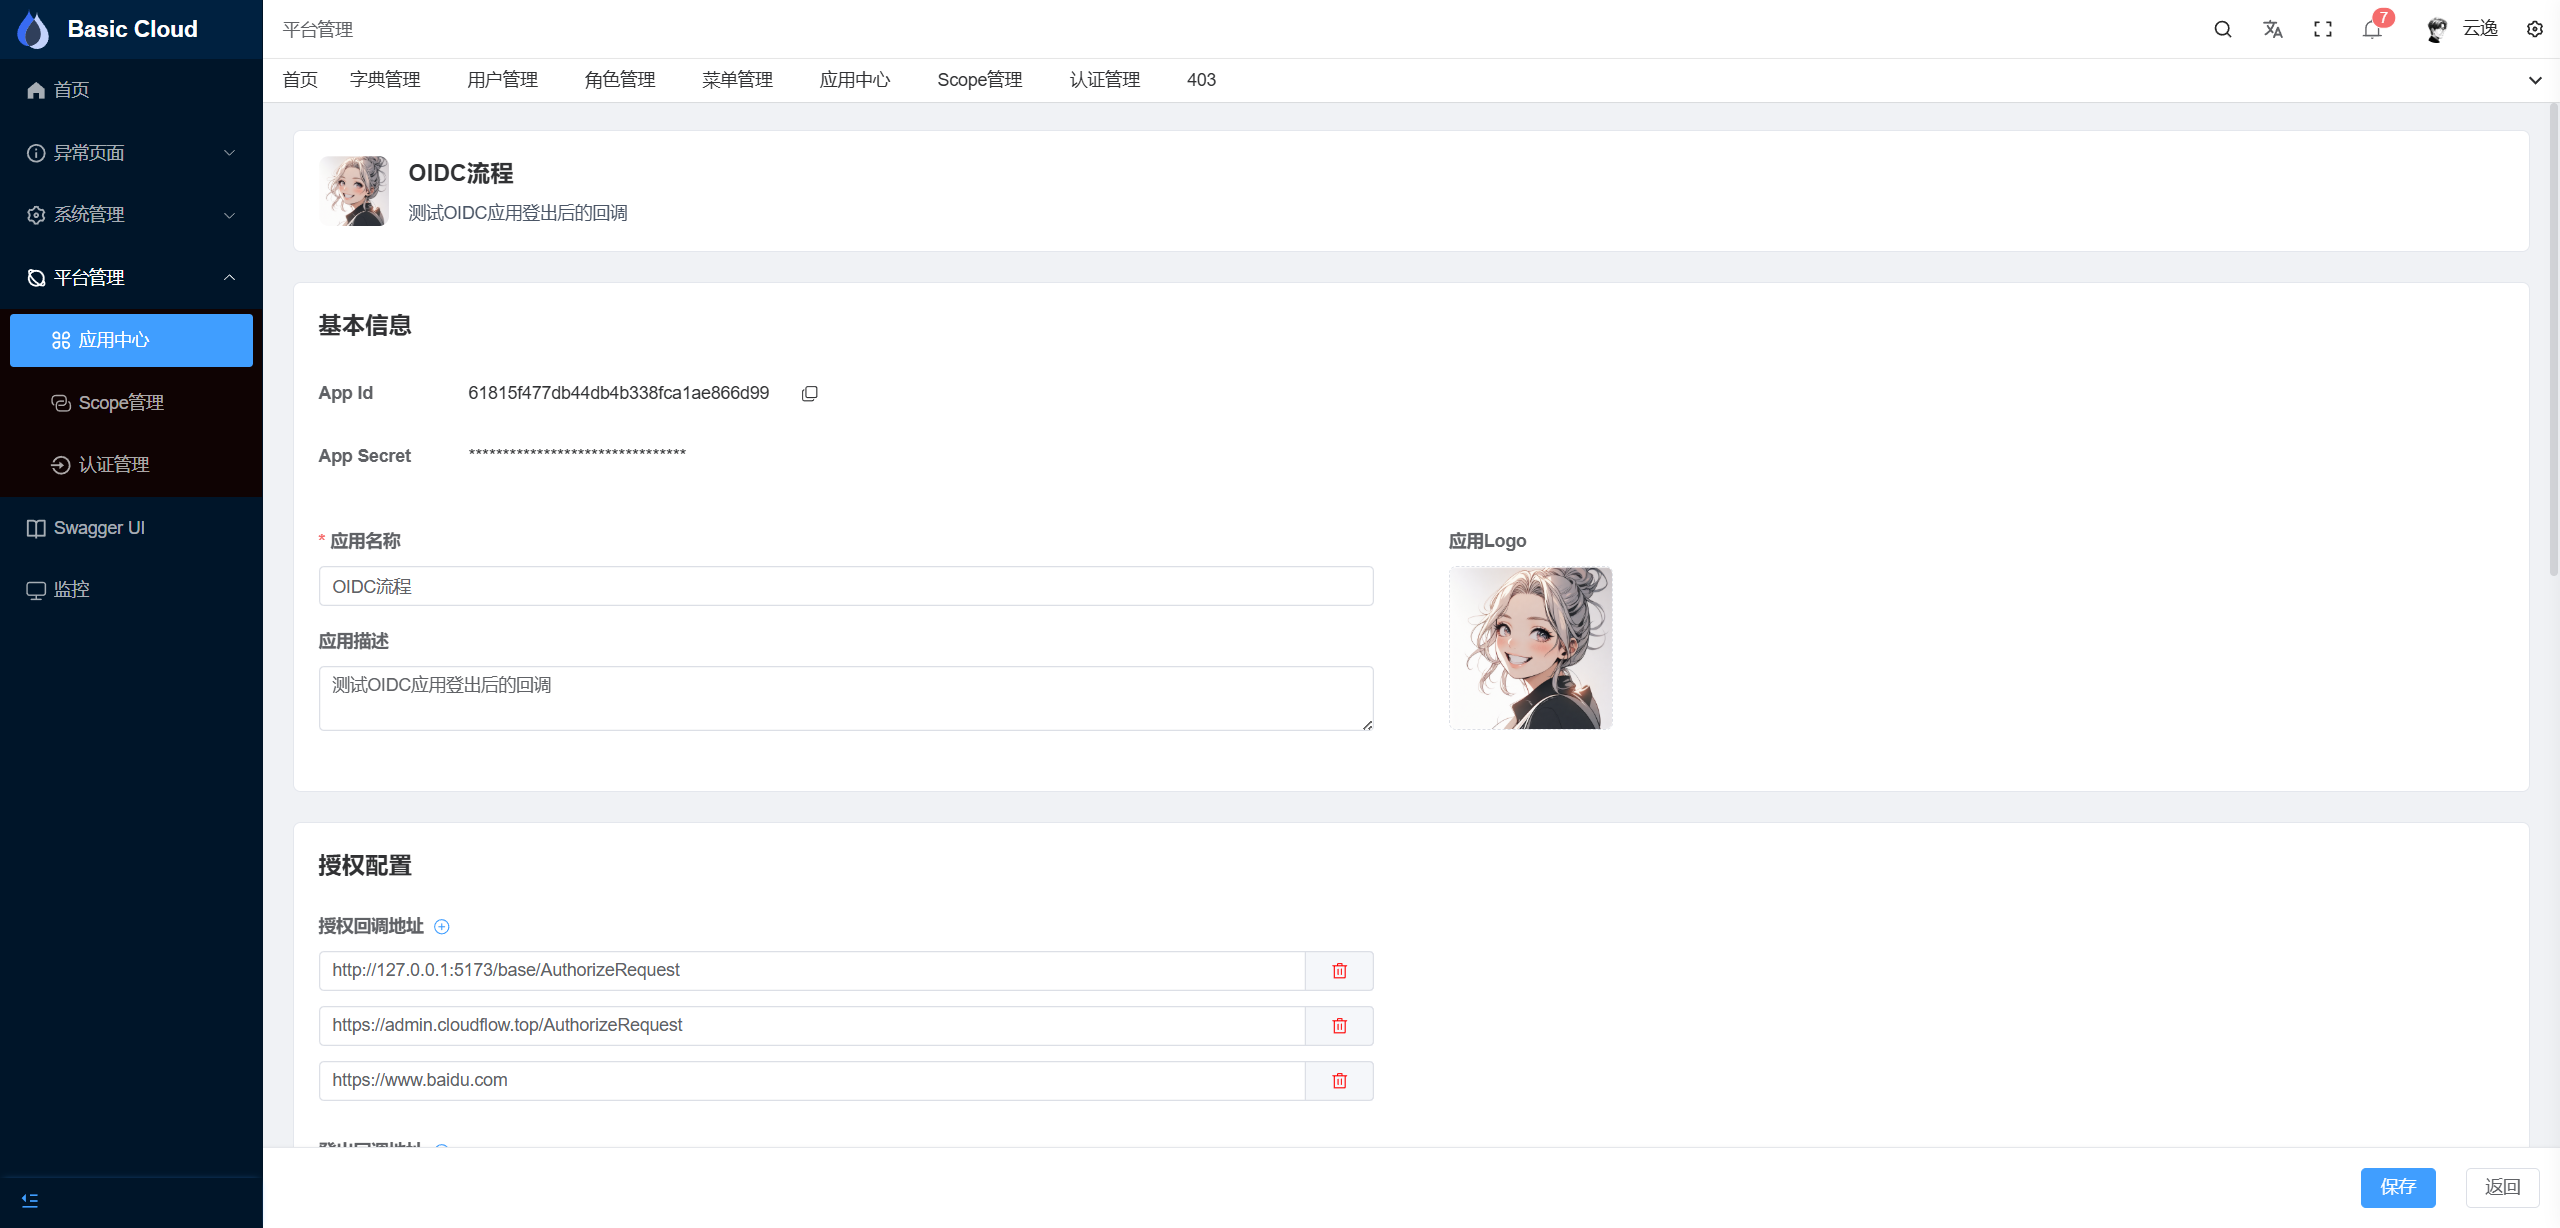 Basic Cloud
首页
异常页面
系统管理
平台管理
应用中心
Scope管理
认证管理
Swagger UI
监控
平台管理
7
云逸
首页 字典管理 用户管理 角色管理 菜单管理 应用中心 Scope管理 认证管理 403
OIDC流程
测试OIDC应用登出后的回调
基本信息
App Id 61815f477db44db4b338fca1ae866d99
App Secret ********************************
* 应用名称
OIDC流程
应用描述
测试OIDC应用登出后的回调
应用Logo
授权配置
授权回调地址
http://127.0.0.1:5173/base/AuthorizeRequest
https://admin.cloudflow.top/AuthorizeRequest
https://www.baidu.com
登出回调地址
保存 返回